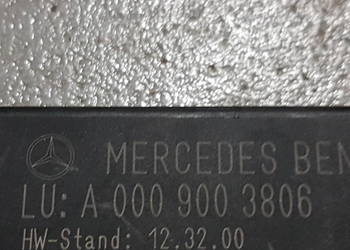 MERCEDES BEN
LU: A 000 900 3806
HW-Stand: 12.32.00